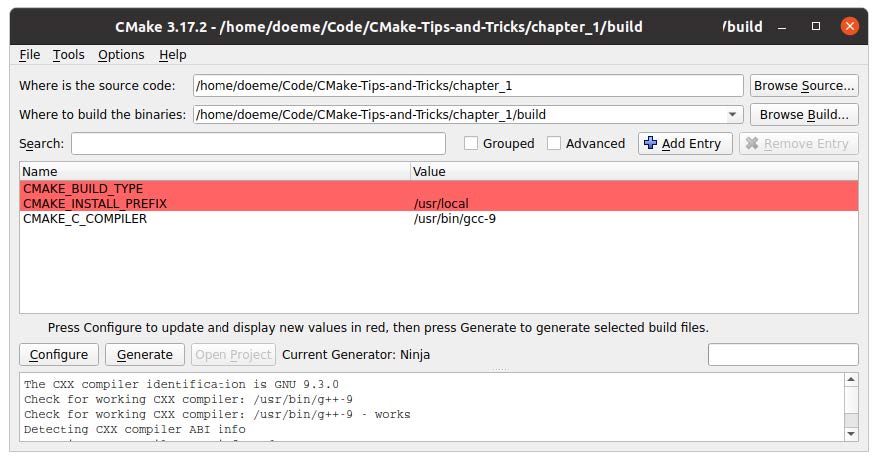 CMake 3.17.2 - /home/doeme/Code/CMake-Tips-and-Tricks/chapter_1/build /build
File Tools Options Help
Where is the source code: /home/doeme/Code/CMake-Tips-and-Tricks/chapter_1 Browse Source...
Where to build the binaries: /home/doeme/Code/CMake-Tips-and-Tricks/chapter_1/build Browse Build...
Search: Grouped Advanced Add Entry Remove Entry
Name Value
CMAKE_BUILD_TYPE
CMAKE_INSTALL_PREFIX /usr/local
CMAKE_C_COMPILER /usr/bin/gcc-9
Press Configure to update and display new values in red, then press Generate to generate selected build files.
Configure Generate Open Project Current Generator: Ninja
The CXX compiler identification is GNU 9.3.0
Check for working CXX compiler: /usr/bin/g++-9
Check for working CXX compiler: /usr/bin/g++-9 - works
Detecting CXX compiler ABI info